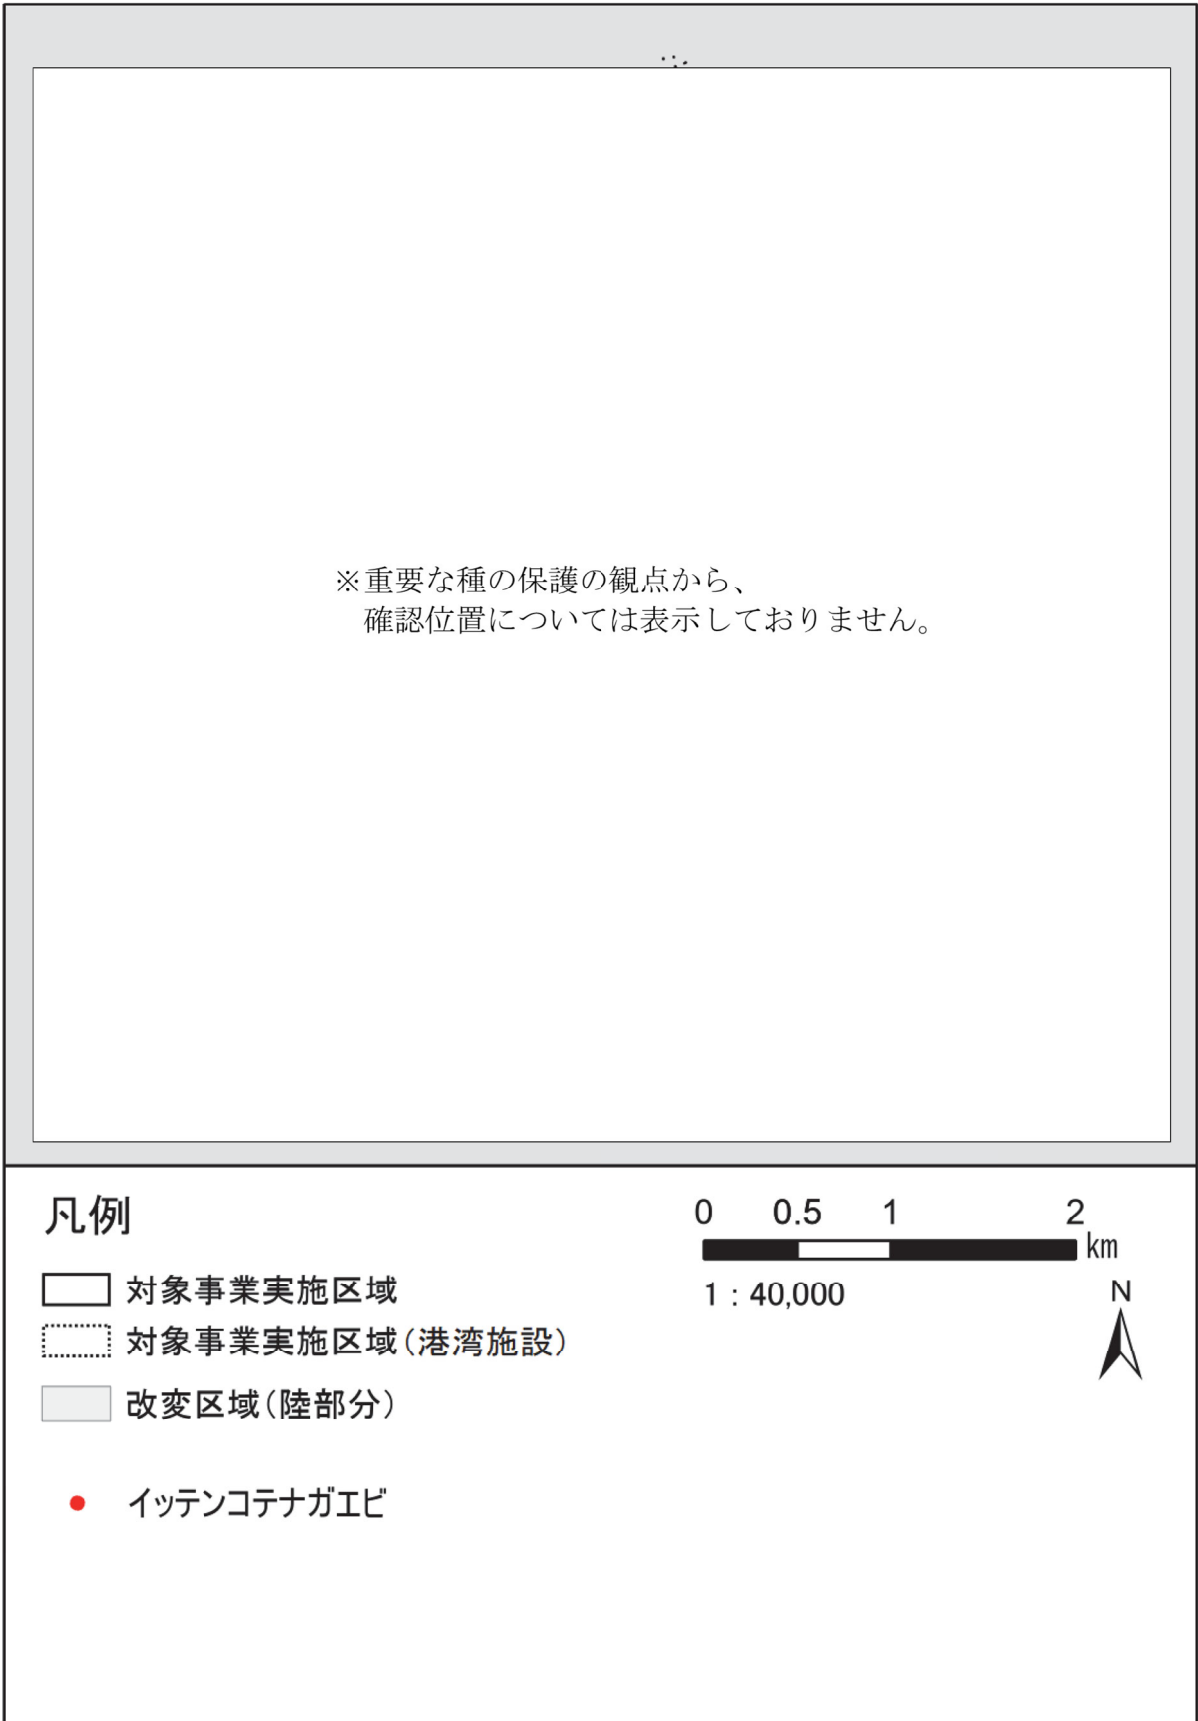 ※重要な種の保護の観点から、
確認位置については表示しておりません。
凡例
0 0.5 1 2
km
対象事業実施区域
1 : 40,000
N
対象事業実施区域(港湾施設)
改変区域(陸部分)
イッテンコテナガエビ